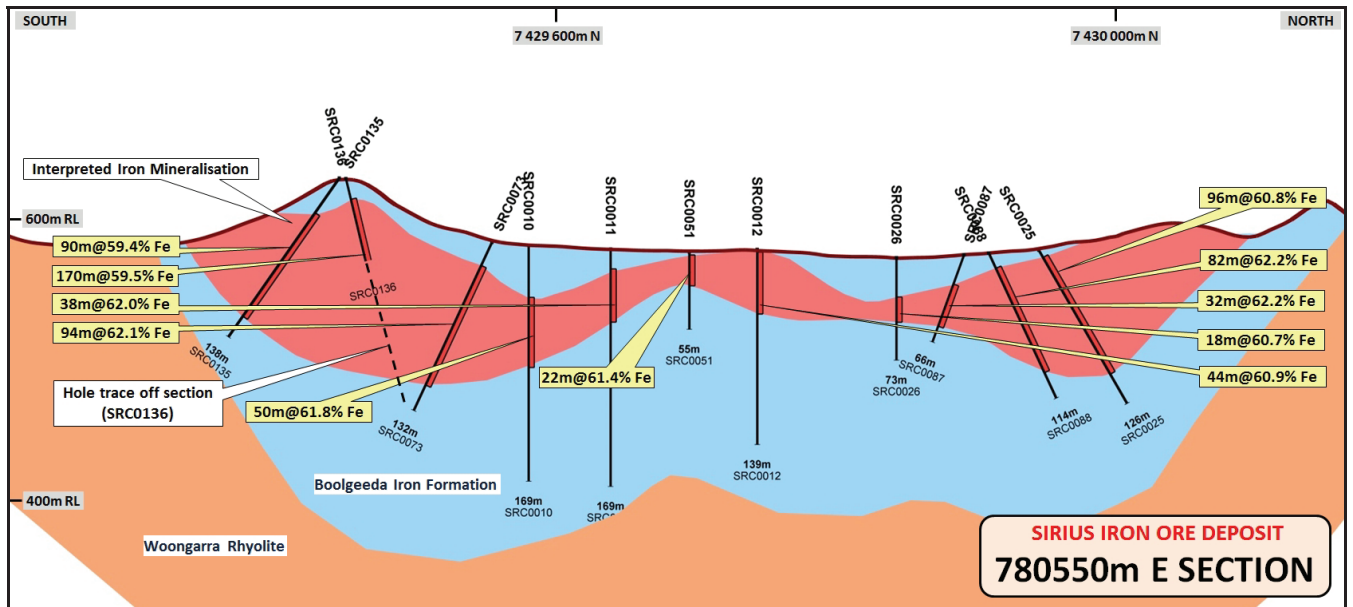 SOUTH
NORTH
7 429 600m N
7 430 000m N
SRC0136
SRC0135
SRC0073
SRC0010
SRC0011
SRC0051
SRC0012
SRC0026
SRC0087
SRC0088
SRC0025
Interpreted Iron Mineralisation
600m RL
90m@59.4% Fe
170m@59.5% Fe
38m@62.0% Fe
94m@62.1% Fe
96m@60.8% Fe
82m@62.2% Fe
32m@62.2% Fe
18m@60.7% Fe
44m@60.9% Fe
SRC0136
138m
SRC0135
Hole trace off section
(SRC0136)
50m@61.8% Fe
22m@61.4% Fe
132m
SRC0073
55m
SRC0051
66m
SRC0087
73m
SRC0026
114m
SRC0088
126m
SRC0025
139m
SRC0012
Boolgeeda Iron Formation
169m
SRC0010
169m
400m RL
Woongarra Rhyolite
SIRIUS IRON ORE DEPOSIT
780550m E SECTION